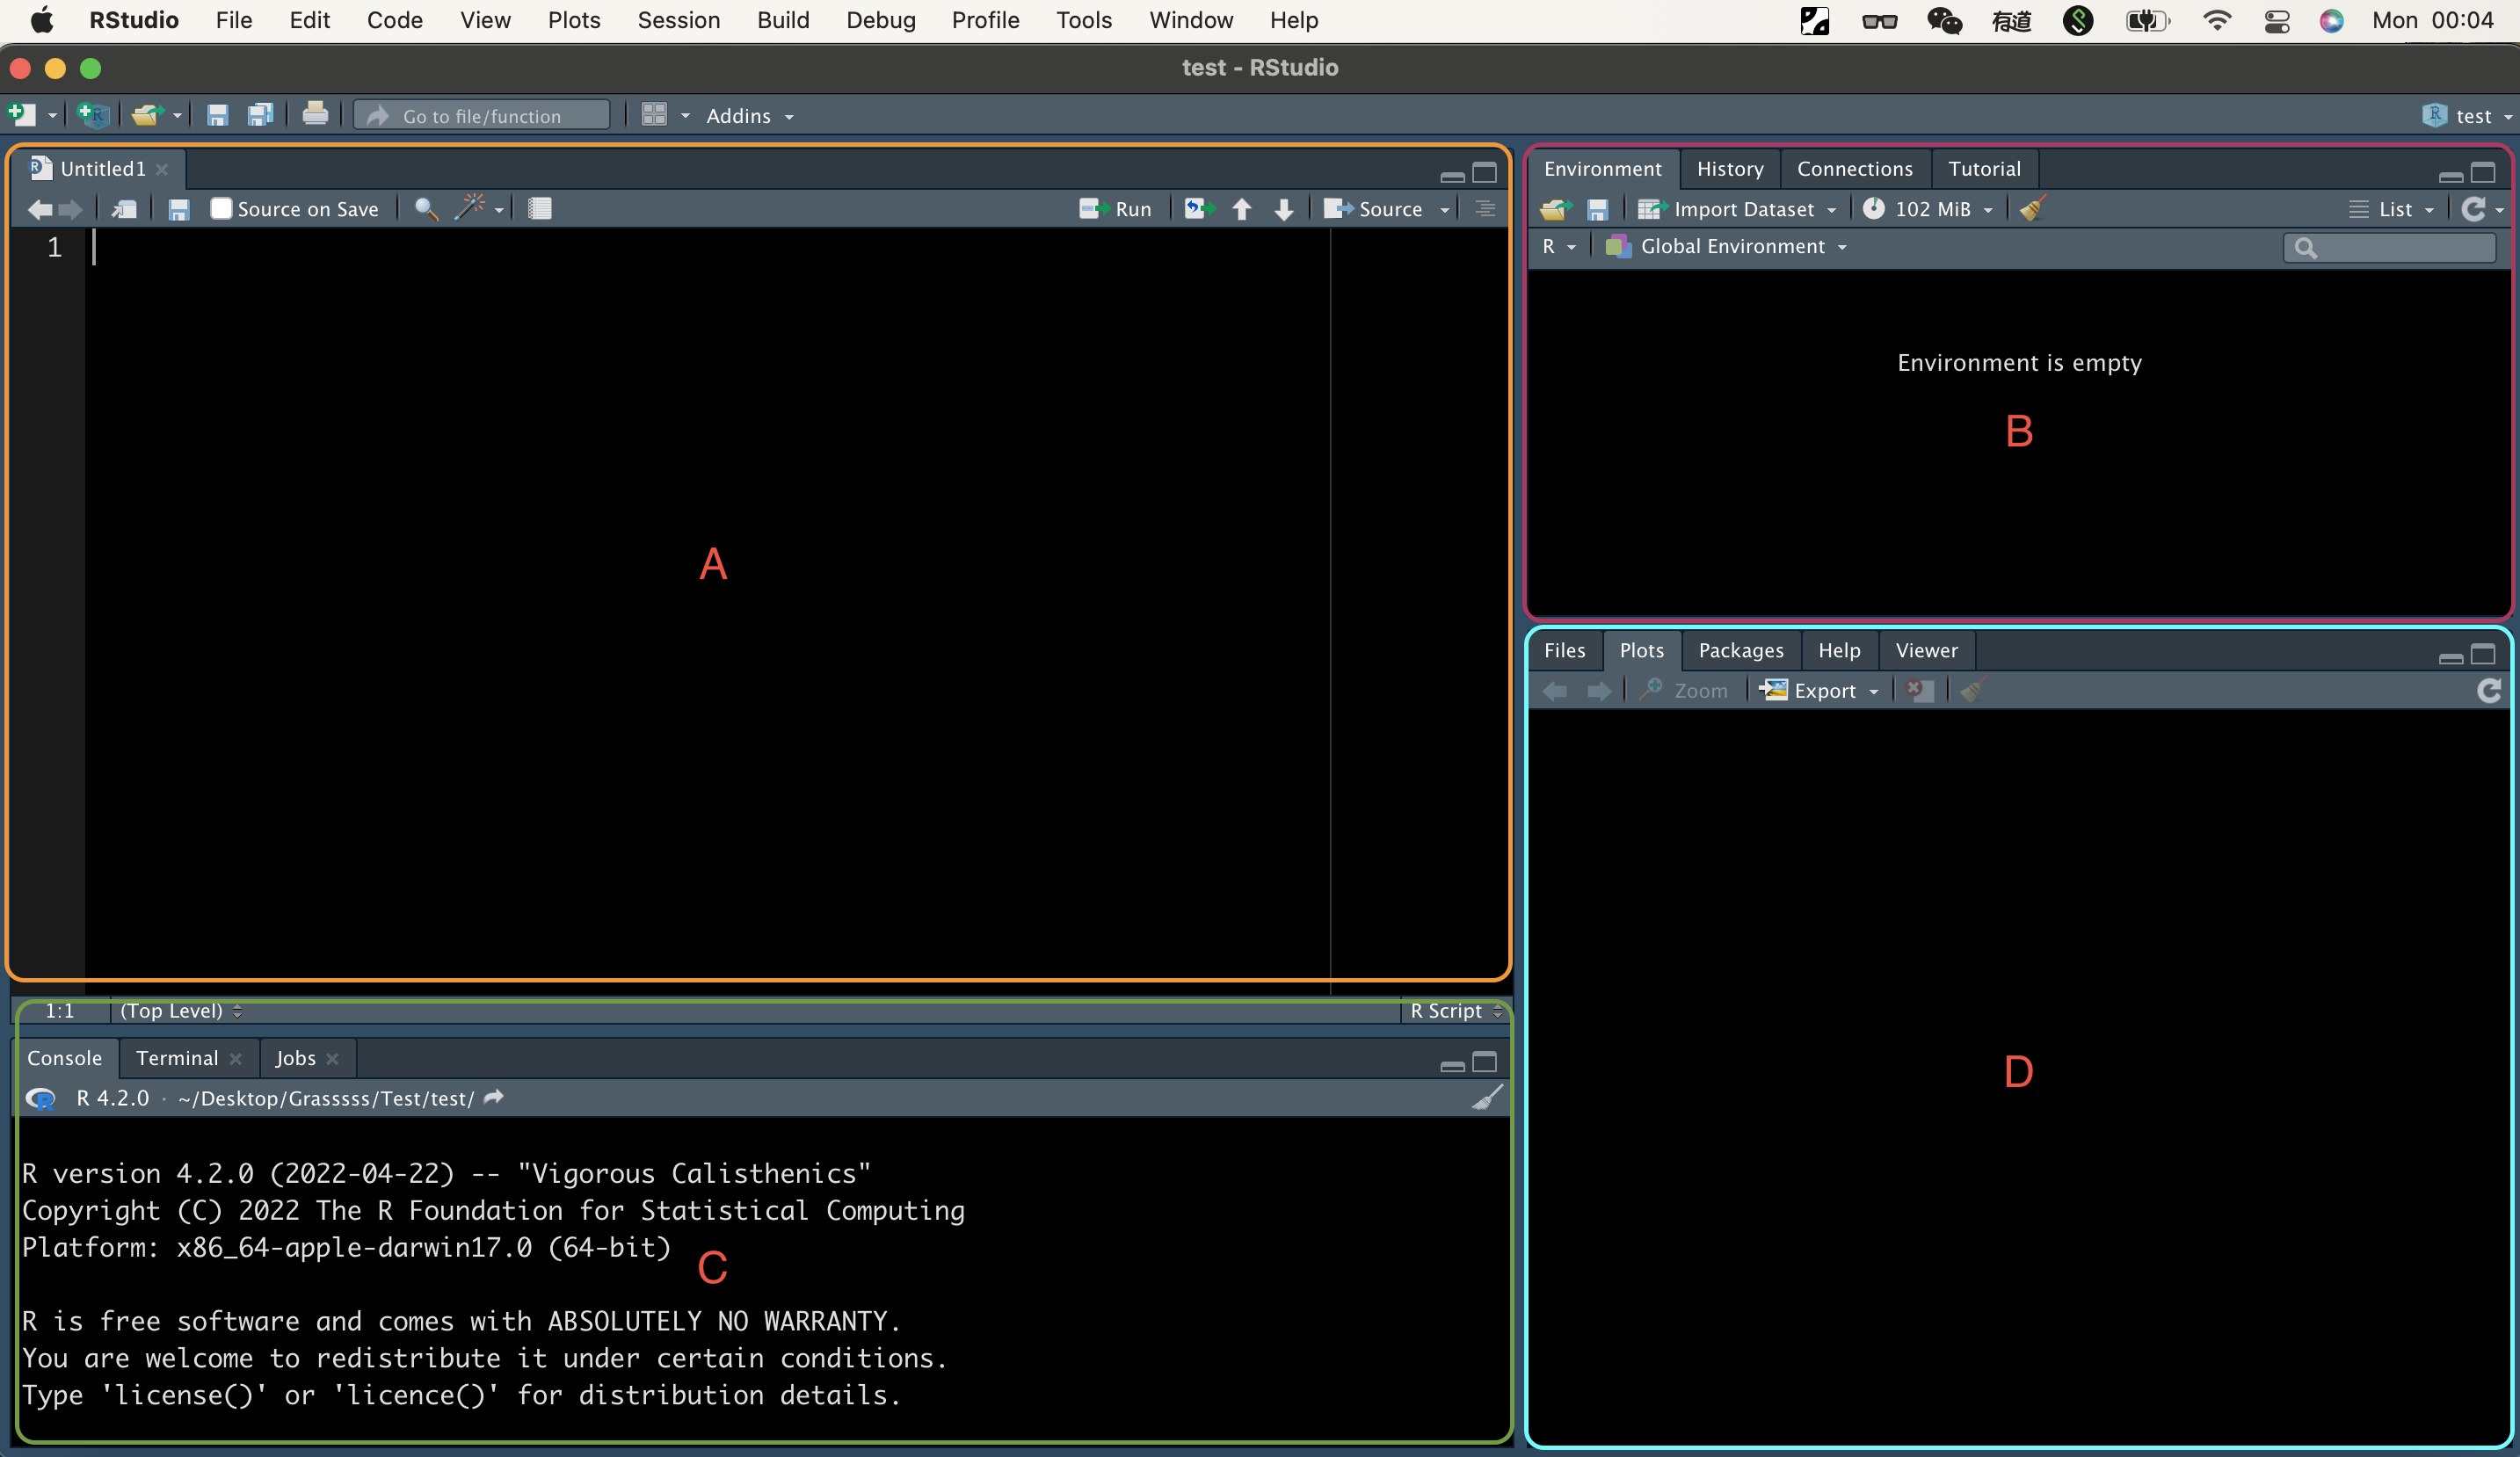 RStudio File Edit Code View Plots Session Build Debug Profile Tools Window Help 有道 Mon 00:04
test - RStudio
Go to file/function Addins test
Untitled1
Source on Save Run Source
1
A
Environment History Connections Tutorial
Import Dataset 102 MiB List
R Global Environment
Environment is empty
B
1:1 (Top Level) R Script
Console Terminal Jobs
R 4.2.0 · ~/Desktop/Grasssss/Test/test/
R version 4.2.0 (2022-04-22) -- "Vigorous Calisthenics"
Copyright (C) 2022 The R Foundation for Statistical Computing
Platform: x86_64-apple-darwin17.0 (64-bit)
C
R is free software and comes with ABSOLUTELY NO WARRANTY.
You are welcome to redistribute it under certain conditions.
Type 'license()' or 'licence()' for distribution details.
Files Plots Packages Help Viewer
Zoom Export
D